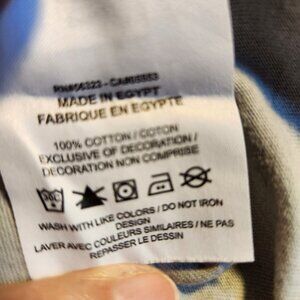 MADE IN EGYPT
FABRIQUE EN EGYPTE
100% COTTON / COTON
EXCLUSIVE OF DECORATION /
DECORATION NON COMPRISE
WASH WITH LIKE COLORS / DO NOT IRON
DESIGN
LAVER AVEC COULEURS SIMILAIRES / NE PAS
REPASSER LE DESSIN